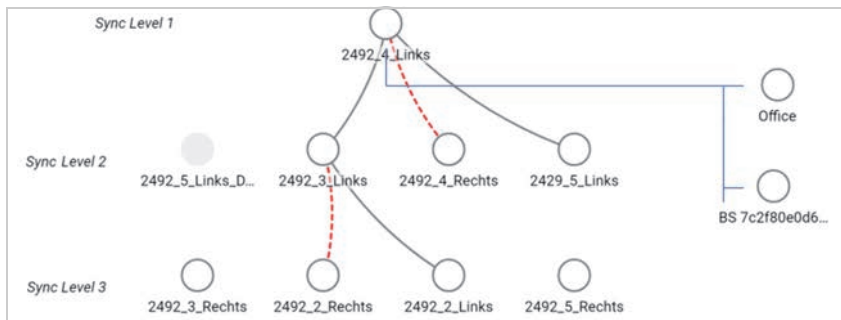 Sync Level 1
2492_4_Links
Office
Sync Level 2
2492_5_Links_D...
2492_3_Links
2492_4_Rechts
2429_5_Links
BS 7c2f80e0d6...
Sync Level 3
2492_3_Rechts
2492_2_Rechts
2492_2_Links
2492_5_Rechts